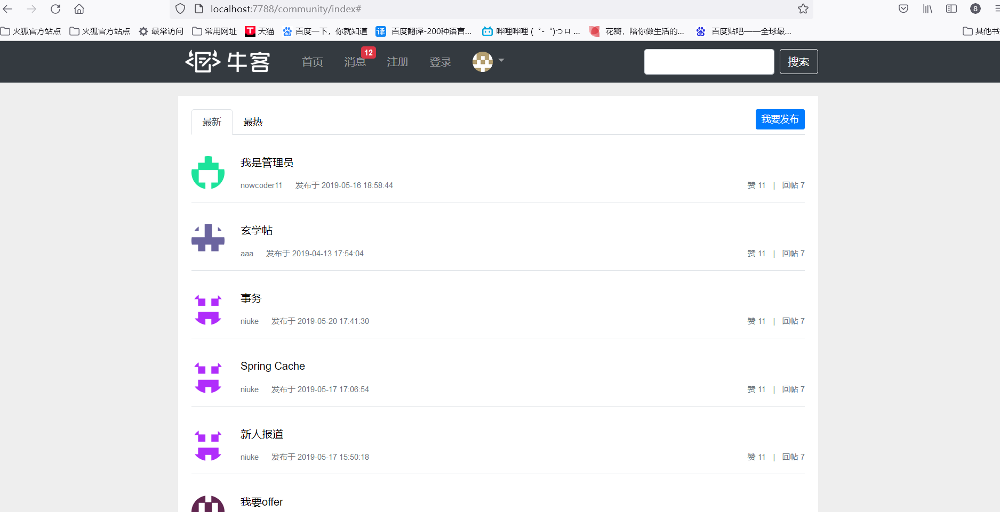 localhost:7788/community/index#
8
火狐官方站点 火狐官方站点 最常访问 常用网址 天猫 百度一下，你就知道 译 百度翻译-200种语言... 哔哩哔哩 ( ゜- ゜)つロ ... 花瓣，陪你做生活的... 百度贴吧——全球最... 其他书
牛客 首页 消息 12 注册 登录 搜索
最新 最热 我要发布
我是管理员
nowcoder11 发布于 2019-05-16 18:58:44 赞 11 | 回帖 7
玄学帖
aaa 发布于 2019-04-13 17:54:04 赞 11 | 回帖 7
事务
niuke 发布于 2019-05-20 17:41:30 赞 11 | 回帖 7
Spring Cache
niuke 发布于 2019-05-17 17:06:54 赞 11 | 回帖 7
新人报道
niuke 发布于 2019-05-17 15:50:18 赞 11 | 回帖 7
我要offer